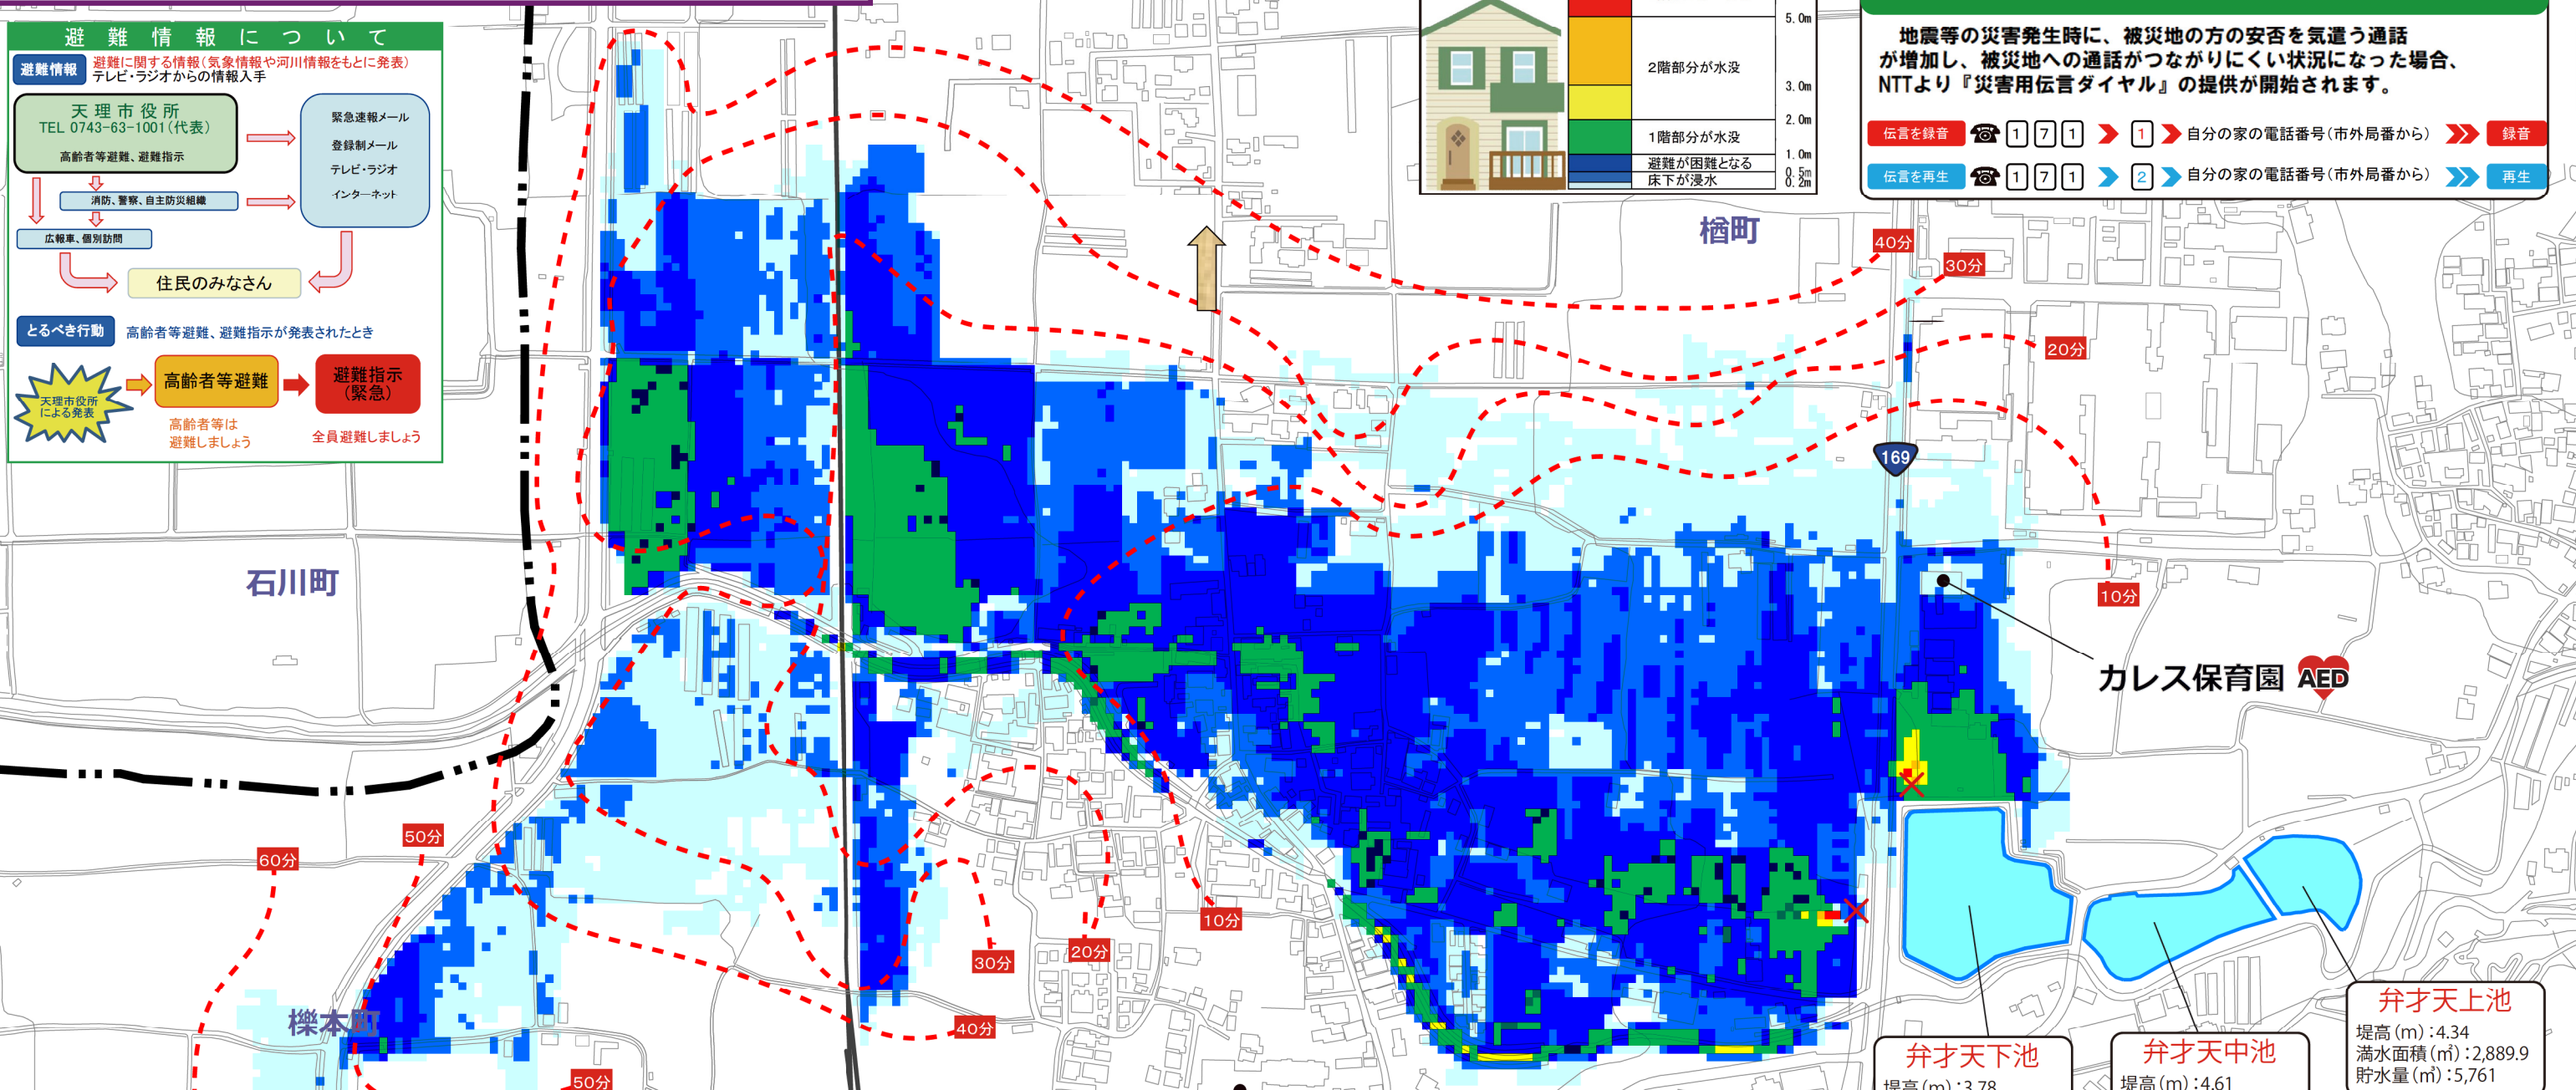 避難情報について
避難情報
避難に関する情報(気象情報や河川情報をもとに発表)
テレビ・ラジオからの情報入手
天理市役所
TEL 0743-63-1001(代表)
高齢者等避難、避難指示
緊急速報メール
登録制メール
テレビ・ラジオ
インターネット
消防、警察、自主防災組織
広報車、個別訪問
住民のみなさん
とるべき行動
高齢者等避難、避難指示が発表されたとき
天理市役所
による発表
高齢者等避難
避難指示
(緊急)
高齢者等は
避難しましょう
全員避難しましょう
5.0m
2階部分が水没
3.0m
2.0m
1階部分が水没
1.0m
避難が困難となる
0.5m
床下が浸水
0.2m
地震等の災害発生時に、被災地の方の安否を気遣う通話
が増加し、被災地への通話がつながりにくい状況になった場合、
NTTより『災害用伝言ダイヤル』の提供が開始されます。
伝言を録音 ☎ 1 7 1 1 自分の家の電話番号(市外局番から) 録音
伝言を再生 ☎ 1 7 1 2 自分の家の電話番号(市外局番から) 再生
楢町
40分
30分
20分
169
石川町
10分
カレス保育園 AED
50分
60分
10分
20分
30分
40分
櫟本町
50分
弁才天上池
堤高(m):4.34
満水面積(㎡):2,889.9
貯水量(㎥):5,761
弁才天中池
堤高(m):4.61
弁才天下池
堤高(m):3.78